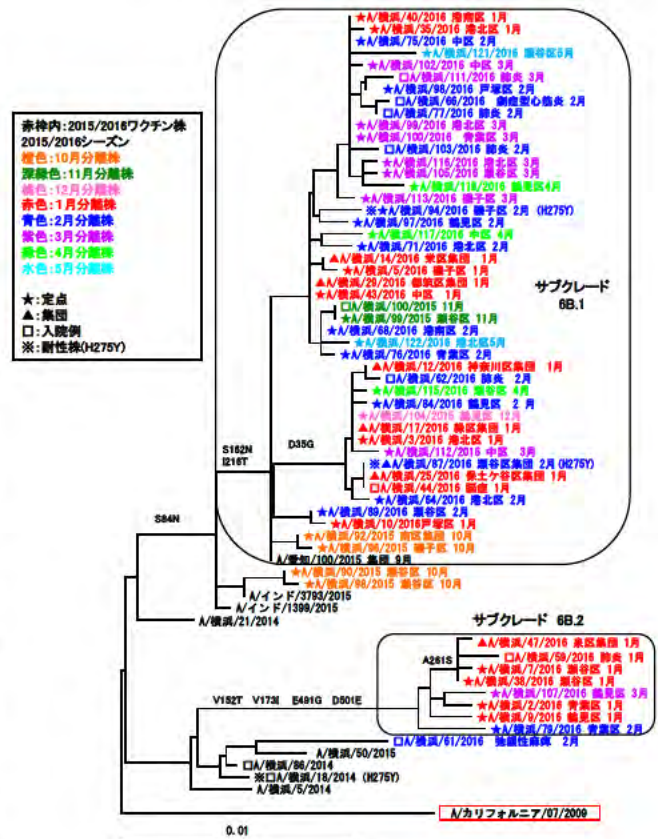 ★A/横浜/40/2016 港南区 1月
★A/横浜/35/2016 港北区 1月
★A/横浜/75/2016 中区 2月
★A/横浜/121/2016 瀬谷区5月
★A/横浜/102/2016 中区 3月
□A/横浜/111/2016 肺炎 3月
★A/横浜/98/2016 戸塚区 2月
□A/横浜/66/2016 劇症型心筋炎 2月
□A/横浜/77/2016 肺炎 2月
★A/横浜/99/2016 港北区 3月
★A/横浜/100/2016 青葉区 3月
□A/横浜/103/2016 肺炎 3月
★A/横浜/116/2016 港北区 3月
★A/横浜/105/2016 瀬谷区 3月
★A/横浜/118/2016 鶴見区4月
★A/横浜/113/2016 磯子区 3月
※★A/横浜/94/2016 磯子区 2月 (H275Y)
★A/横浜/97/2016 鶴見区 2月
★A/横浜/117/2016 中区 4月
★A/横浜/71/2016 港北区 2月
▲A/横浜/14/2016 栄区集団 1月
★A/横浜/5/2016 磯子区 1月
▲A/横浜/29/2016 都筑区集団 1月
★A/横浜/43/2016 中区 1月
□A/横浜/100/2015 11月
★A/横浜/99/2015 瀬谷区 11月
★A/横浜/68/2016 港南区 2月
★A/横浜/122/2016 港北区5月
★A/横浜/76/2016 青葉区 2月
▲A/横浜/12/2016 神奈川区集団 1月
□A/横浜/62/2016 肺炎 2月
★A/横浜/115/2016 瀬谷区 4月
★A/横浜/84/2016 鶴見区 2 月
★A/横浜/104/2015 鶴見区 12月
▲A/横浜/17/2016 緑区集団 1月
★A/横浜/3/2016 港北区 1月
★A/横浜/112/2016 中区 3月
※▲A/横浜/87/2016 瀬谷区集団 2月(H275Y)
▲A/横浜/25/2016 保土ケ谷区集団 1月
□A/横浜/44/2016 脳症 1月
★A/横浜/64/2016 港北区 2月
★A/横浜/89/2016 瀬谷区 2月
★A/横浜/10/2016戸塚区 1月
★A/横浜/92/2015 南区集団 10月
★A/横浜/96/2015 磯子区 10月
A/愛知/100/2015 集団 9月
★A/横浜/90/2015 瀬谷区 10月
★A/横浜/98/2015 瀬谷区 10月
A/インド/3793/2015
A/インド/1399/2015
A/横浜/21/2014
サブクレード
6B.1
赤枠内:2015/2016ワクチン株
2015/2016シーズン
橙色:10月分離株
深緑色:11月分離株
桃色:12月分離株
赤色:1月分離株
青色:2月分離株
紫色:3月分離株
緑色:4月分離株
水色:5月分離株
★:定点
▲:集団
□:入院例
※:耐性株(H275Y)
S162N
I216T
D35G
S84N
サブクレード 6B.2
A261S
▲A/横浜/47/2016 泉区集団 1月
□A/横浜/59/2016 肺炎 1月
★A/横浜/7/2016 瀬谷区 1月
★A/横浜/38/2016 瀬谷区 1月
★A/横浜/107/2016 鶴見区 3月
★A/横浜/2/2016 青葉区 1月
★A/横浜/9/2016 鶴見区 1月
★A/横浜/79/2016 青葉区 2月
V152T V173I E491G D501E
□A/横浜/61/2016 弛緩性麻痺 2月
A/横浜/50/2015
□A/横浜/86/2014
※□A/横浜/18/2014 (H275Y)
A/横浜/5/2014
A/カリフォルニア/07/2009
0.01